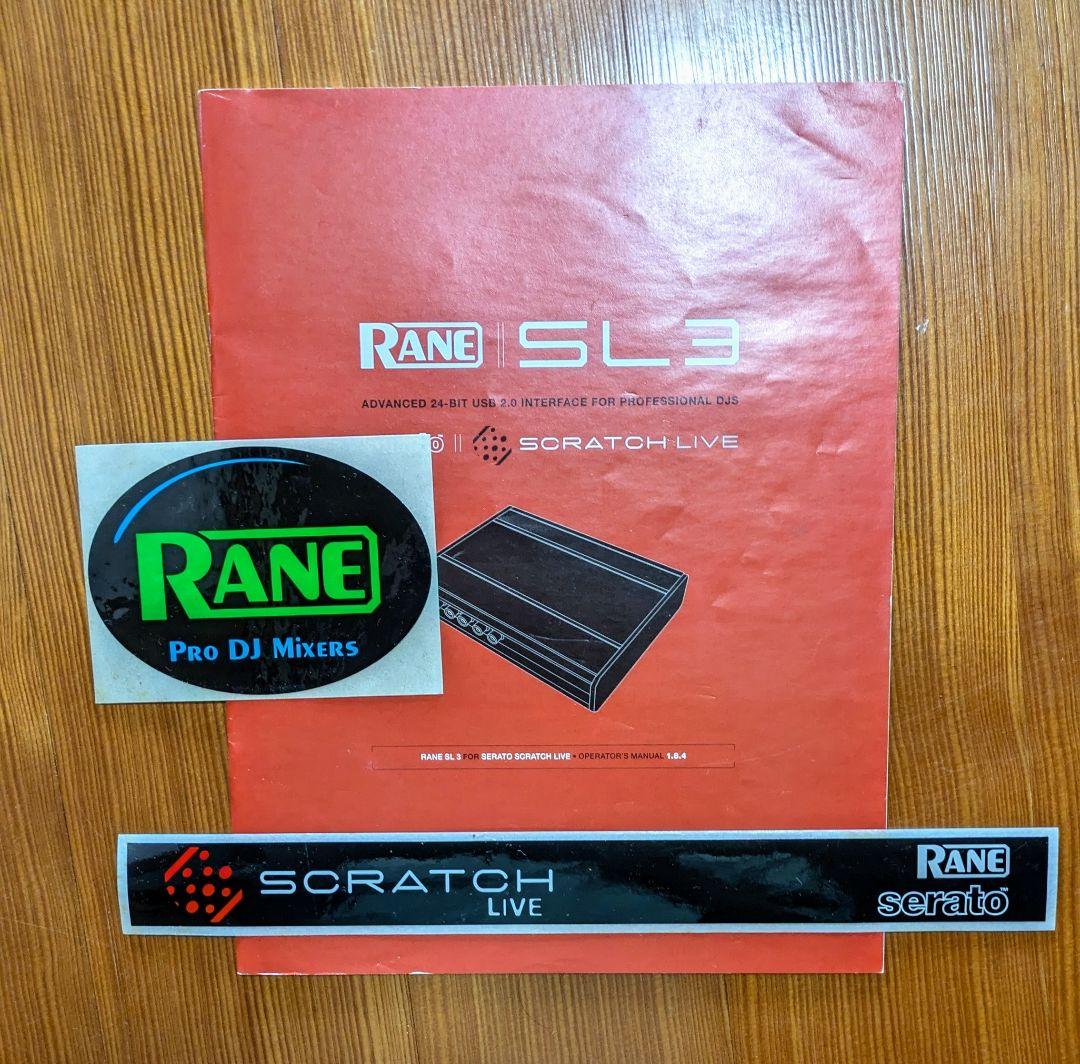 RANE SL3
ADVANCED 24-BIT USB 2.0 INTERFACE FOR PROFESSIONAL DJS
SCRATCH LIVE
RANE
PRO DJ MIXERS
RANE SL 3 FOR SERATO SCRATCH LIVE • OPERATOR'S MANUAL 1.8.4
SCRATCH
LIVE
RANE
serato™